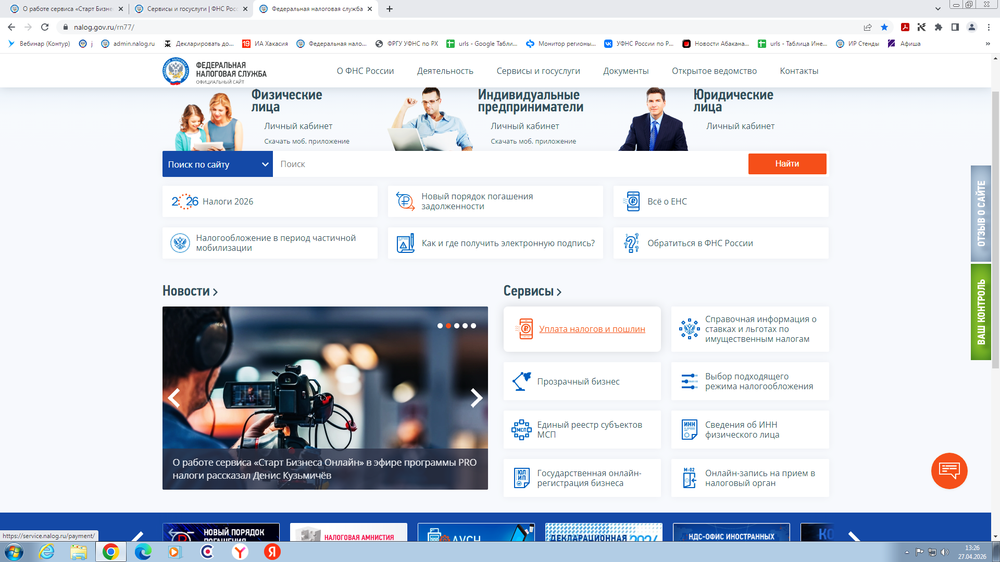 О работе сервиса «Старт Бизне
Сервисы и госуслуги | ФНС Росс
Федеральная налоговая служба
nalog.gov.ru/rn77/
Вебинар (Контур)
j
admin.nalog.ru
Декларировать до...
ИА Хакасия
Федеральная нало...
ФРГУ УФНС по РХ
urls - Google Табли...
Монитор регионы...
УФНС России по Р...
Новости Абакана...
urls - Таблица Ине...
ИР Стенды
Афиша
ФЕДЕРАЛЬНАЯ
НАЛОГОВАЯ СЛУЖБА
ОФИЦИАЛЬНЫЙ САЙТ
О ФНС России
Деятельность
Сервисы и госуслуги
Документы
Открытое ведомство
Контакты
Физические
лица
Личный кабинет
Скачать моб. приложение
Индивидуальные
предприниматели
Личный кабинет
Скачать моб. приложение
Юридические
лица
Личный кабинет
Поиск по сайту
Поиск
Найти
2026 Налоги 2026
Новый порядок погашения
задолженности
Всё о ЕНС
Налогообложение в период частичной
мобилизации
Как и где получить электронную подпись?
Обратиться в ФНС России
ОТЗЫВ О САЙТЕ
ВАШ КОНТРОЛЬ
Новости
О работе сервиса «Старт Бизнеса Онлайн» в эфире программы PRO
налоги рассказал Денис Кузьмичёв
Сервисы
Уплата налогов и пошлин
Справочная информация о
ставках и льготах по
имущественным налогам
Прозрачный бизнес
Выбор подходящего
режима налогообложения
МСП
Единый реестр субъектов
МСП
ИНН
Сведения об ИНН
физического лица
ЮЛ
ИП
Государственная онлайн-
регистрация бизнеса
М-02
Онлайн-запись на прием в
налоговый орган
НОВЫЙ ПОРЯДОК
ПОГАШЕНИЯ
НАЛОГОВАЯ АМНИСТИЯ
АУСН
ДЕКЛАРАЦИОННАЯ
НДС-ОФИС ИНОСТРАННЫХ
КО
https://service.nalog.ru/payment/
13:26
27.04.2026